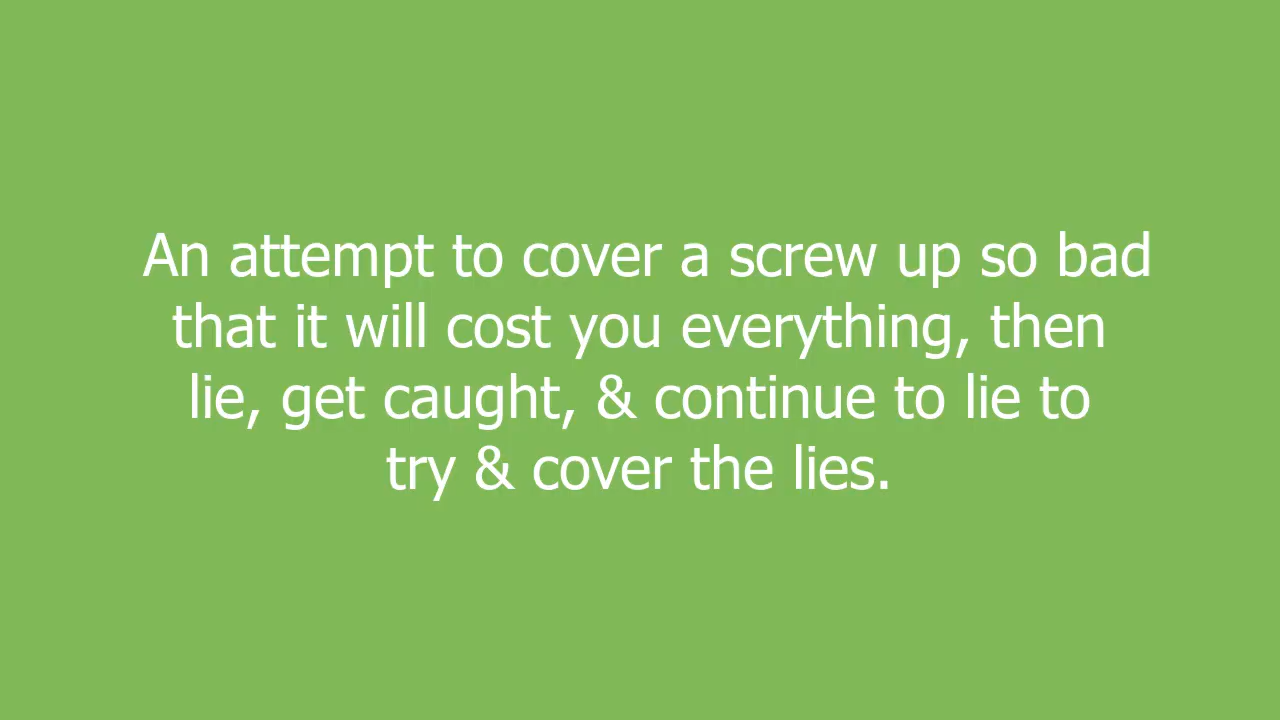 An attempt to cover a screw up so bad
that it will cost you everything, then
lie, get caught, & continue to lie to
try & cover the lies.